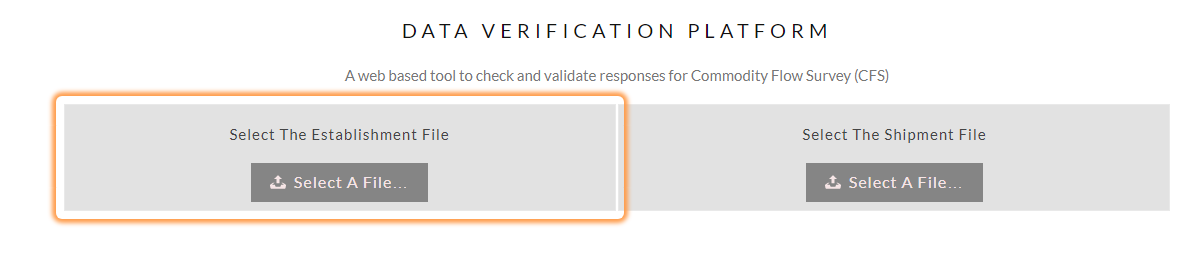 DATA VERIFICATION PLATFORM
A web based tool to check and validate responses for Commodity Flow Survey (CFS)
Select The Establishment File
Select A File...
Select The Shipment File
Select A File...